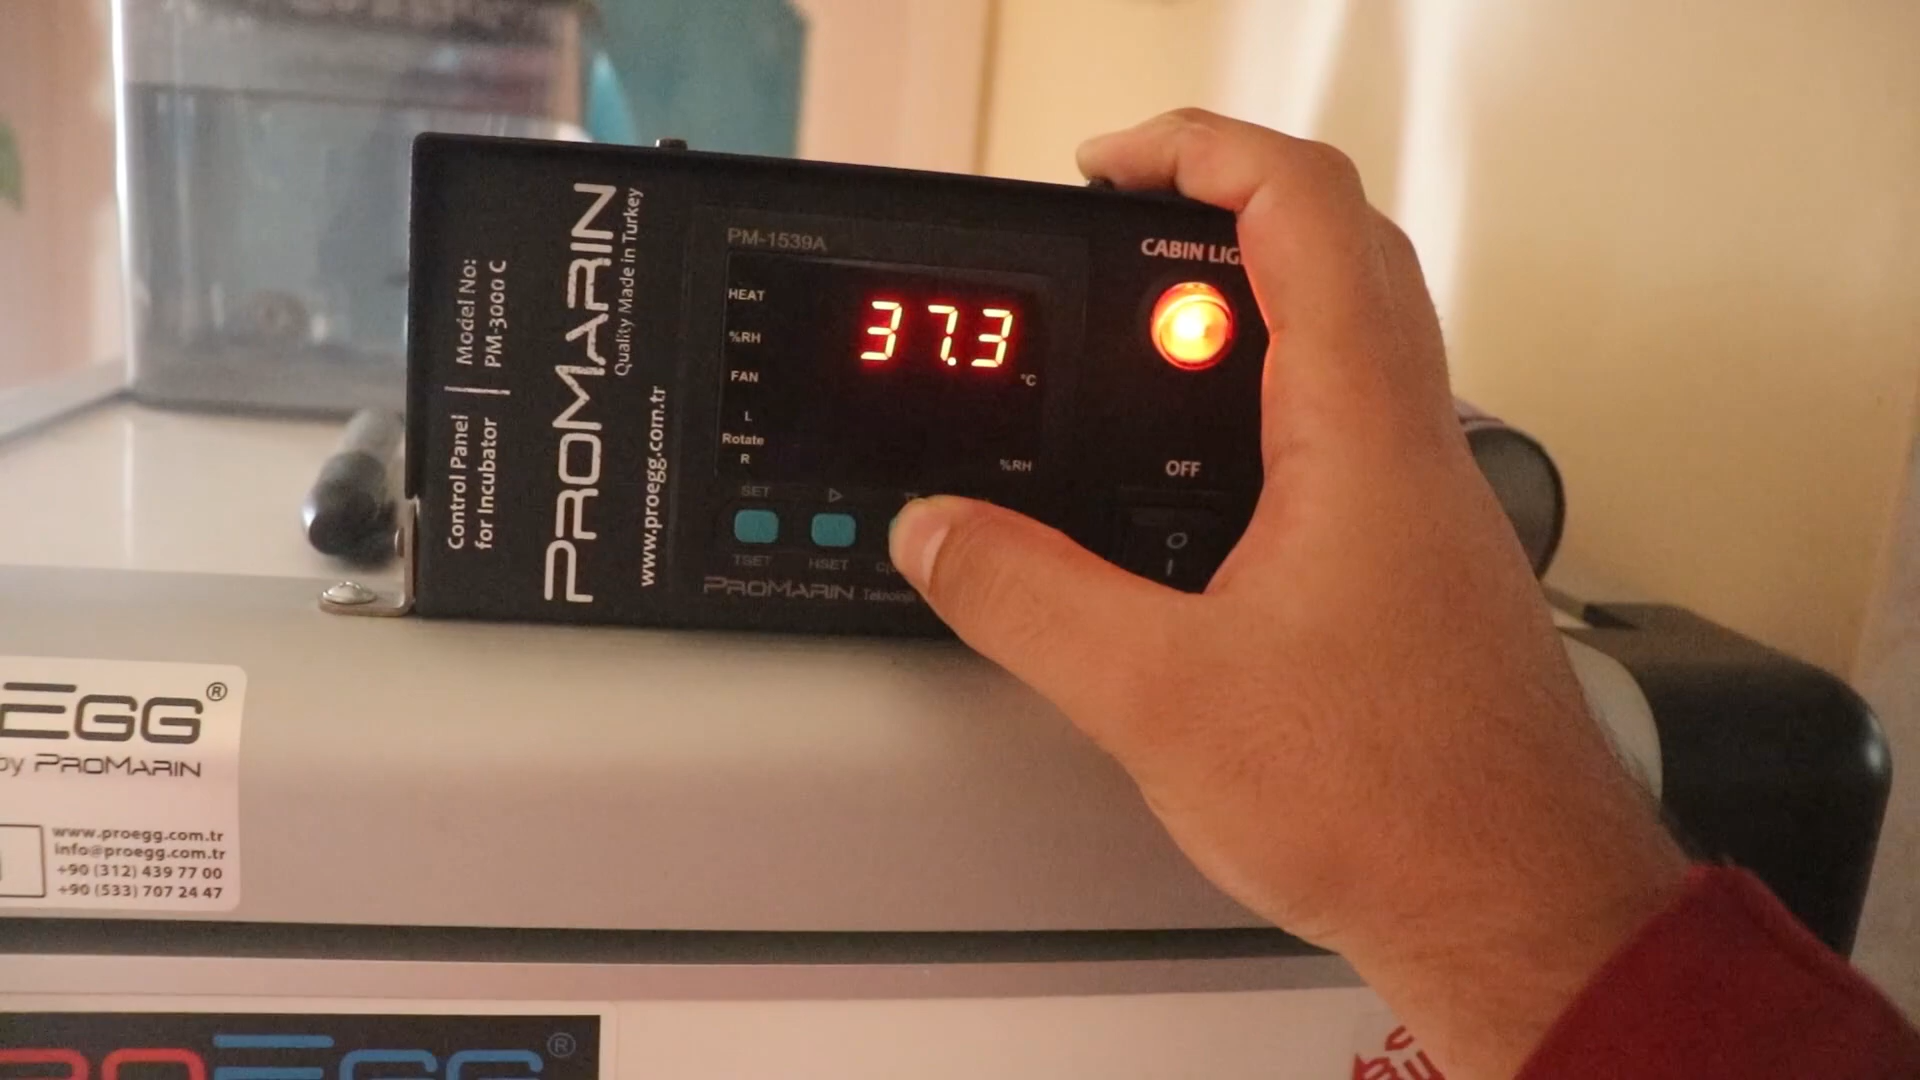 Model No:
PM-3000 C
Control Panel
for Incubator
PROMARIN
Quality Made in Turkey
www.proegg.com.tr
PM-1539A
HEAT
%RH
FAN
L
Rotate
R
37.3
°C
%RH
SET
TSET
HSET
PROMARIN Teknoloji
CABIN
OFF
O
I
EGG®
by PROMARIN
www.proegg.com.tr
info@proegg.com.tr
+90 (312) 439 77 00
+90 (533) 707 24 47
ROEGG®